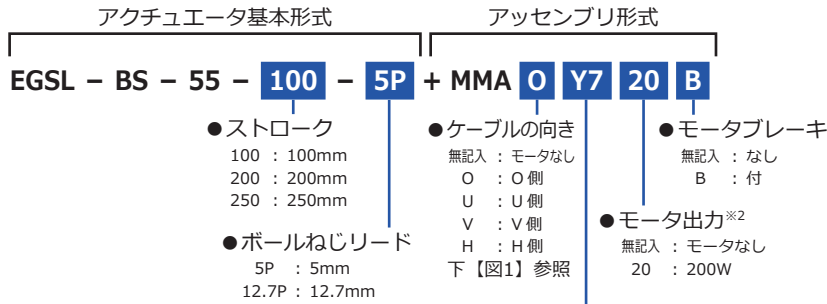 アクチュエータ基本形式 アッセンブリ形式
EGSL – BS – 55 – 100 – 5P + MMA O Y7 20 B
●ストローク
100 : 100mm
200 : 200mm
250 : 250mm
●ボールねじリード
5P : 5mm
12.7P : 12.7mm
●ケーブルの向き
無記入 : モータなし
O : O側
U : U側
V : V側
H : H側
下【図1】参照
●モータブレーキ
無記入 : なし
B : 付
●モータ出力※2
無記入 : モータなし
20 : 200W